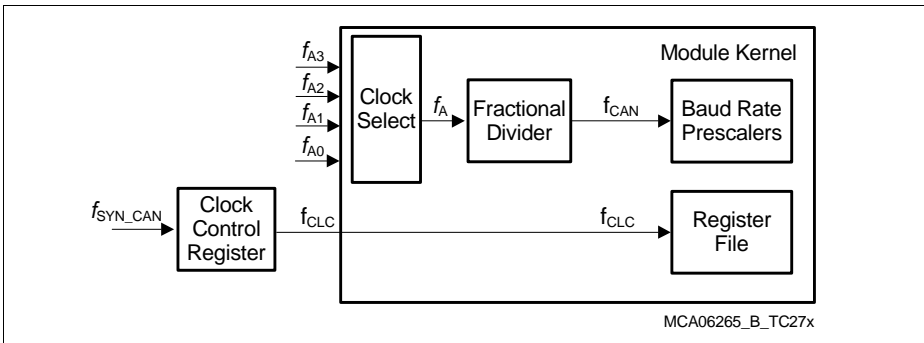 Module Kernel
fA3
fA2
fA1
fA0
Clock
Select
fA
Fractional
Divider
fCAN
Baud Rate
Prescalers
fSYN_CAN
Clock
Control
Register
fCLC
fCLC
Register
File
MCA06265_B_TC27x